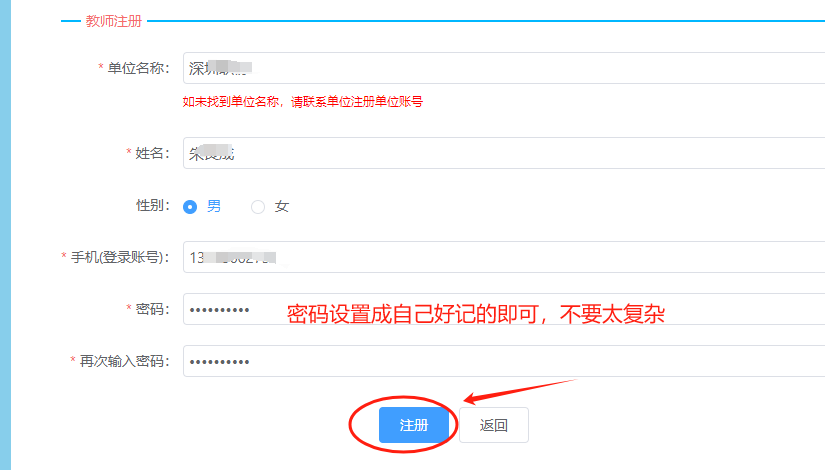 教师注册
* 单位名称：
深圳
如未找到单位名称，请联系单位注册单位账号
* 姓名：
性别： 男 女
* 手机(登录账号)：
13
* 密码： ••••••••••
密码设置成自己好记的即可，不要太复杂
* 再次输入密码： ••••••••••
注册 返回